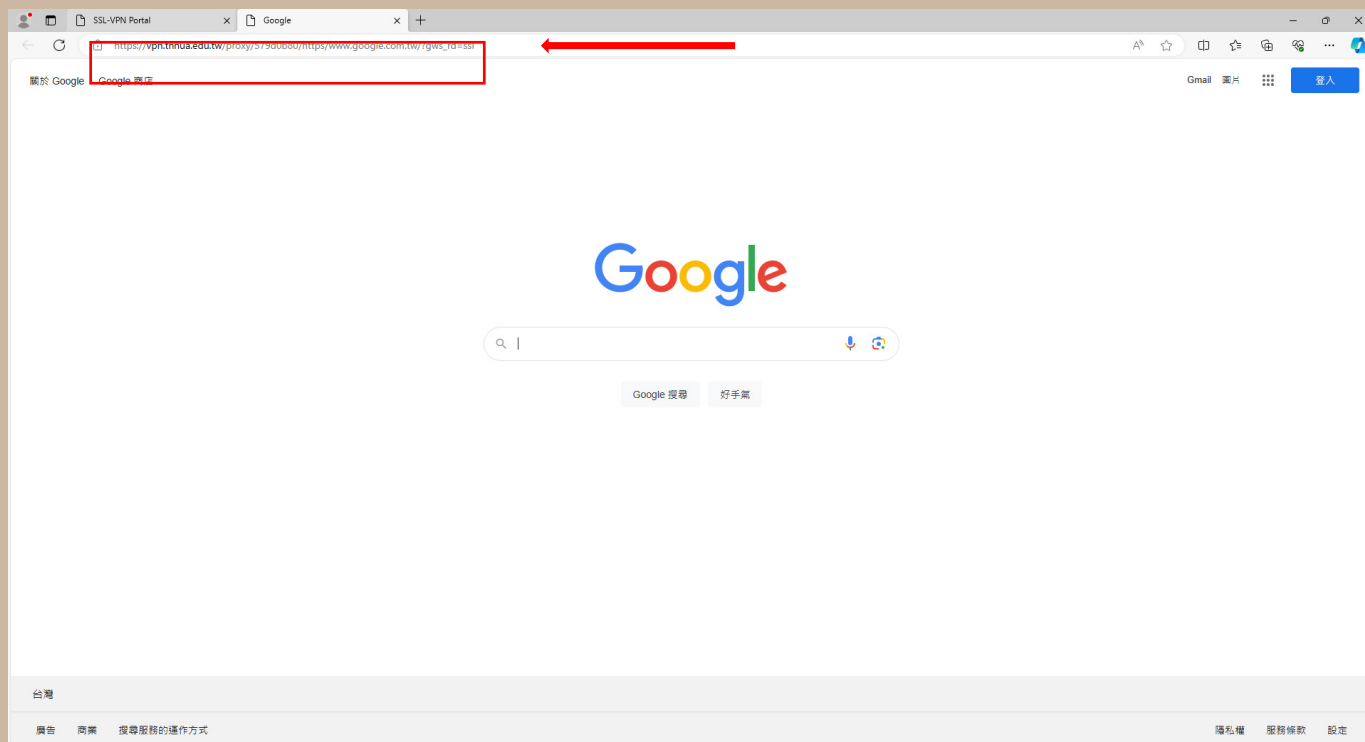 SSL-VPN Portal
Google
https://vpn.tnnua.edu.tw/proxy/579d0b80/https/www.google.com.tw/?gws_rd=ssl
關於 Google
Google 商店
Gmail
圖片
登入
Google
Google 搜尋
好手氣
台灣
廣告
商業
搜尋服務的運作方式
隱私權
服務條款
設定